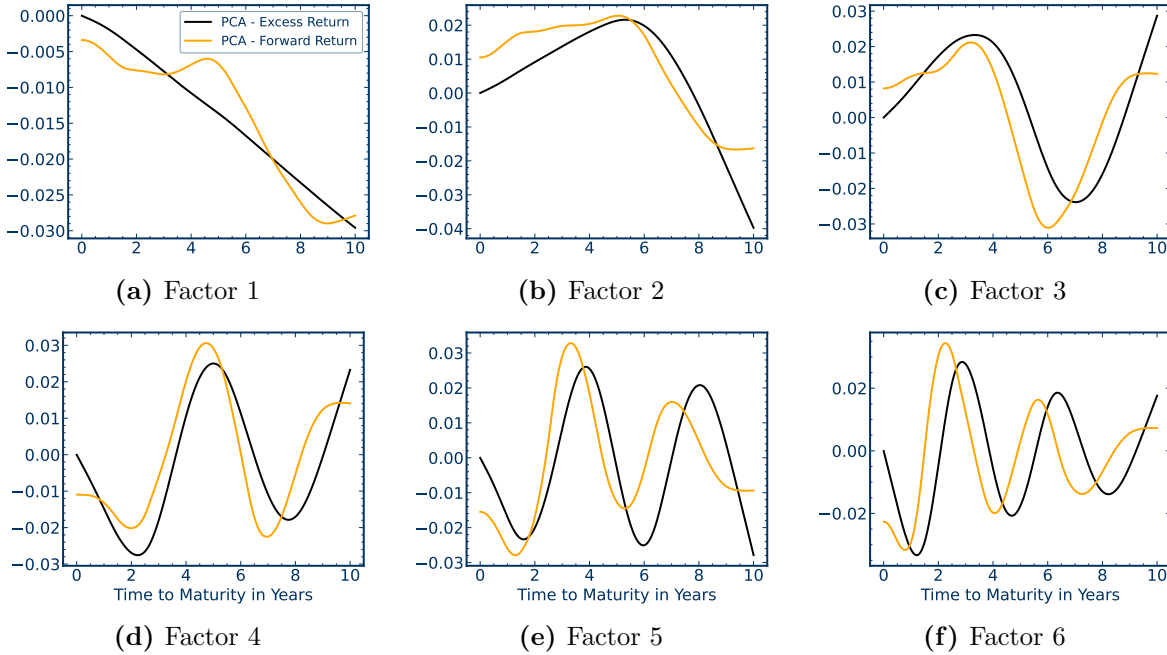 0.000
−0.005
−0.010
−0.015
−0.020
−0.025
−0.030
PCA - Excess Return
PCA - Forward Return
0 2 4 6 8 10
(a) Factor 1
0.02
0.01
0.00
0.01
−0.02
0.03
−0.04
0 2 4 6 8 10
(b) Factor 2
0.03
0.02
0.01
0.00
−0.01
−0.02
−0.03
0 2 4 6 8 10
(c) Factor 3
0.03
0.02
0.01
0.00
−0.01
−0.02
−0.03
0 2 4 6 8 10
Time to Maturity in Years
(d) Factor 4
0.03
0.02
0.01
0.00
−0.01
−0.02
−0.03
0 2 4 6 8 10
Time to Maturity in Years
(e) Factor 5
0.02
0.00
−0.02
0 2 4 6 8 10
Time to Maturity in Years
(f) Factor 6